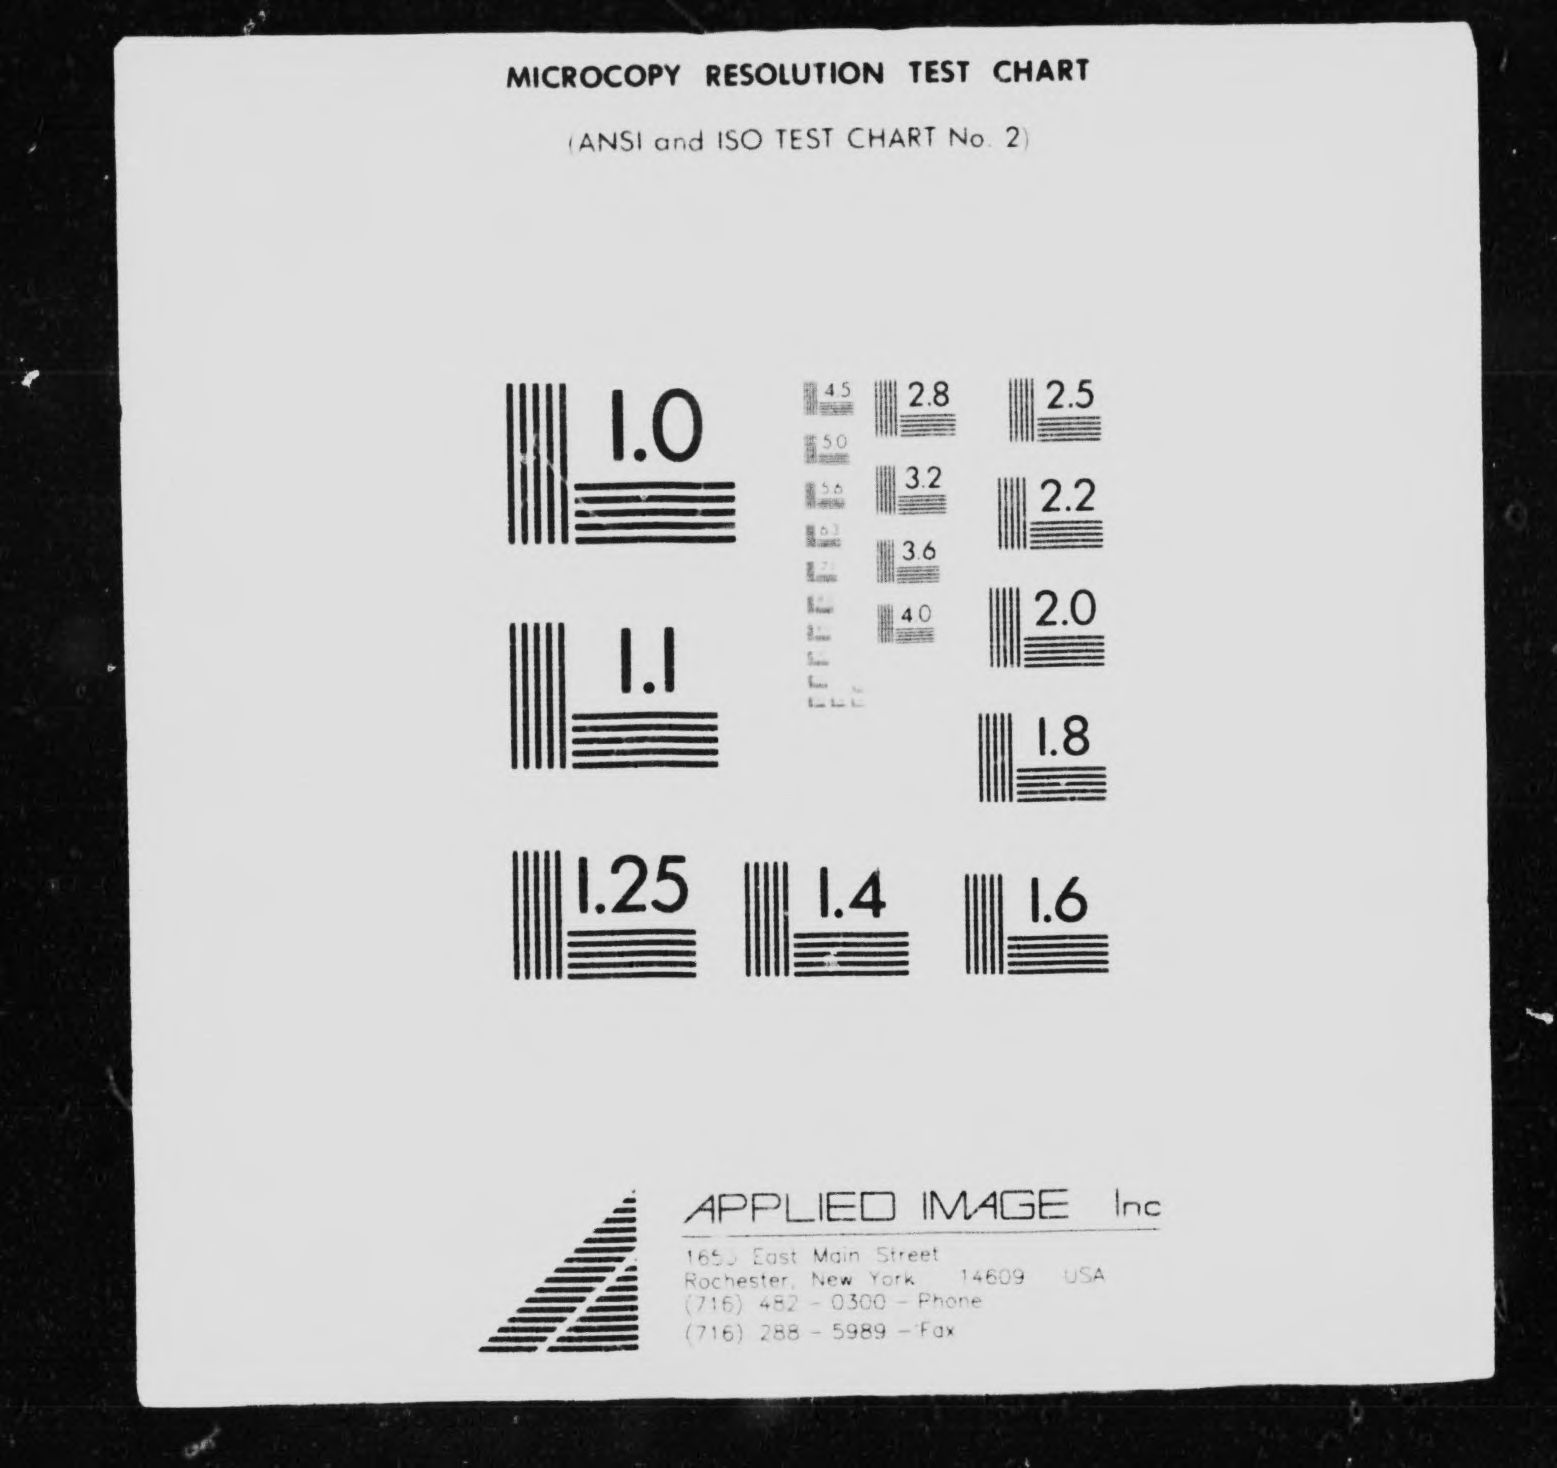 MICROCOPY RESOLUTION TEST CHART
(ANSI and ISO TEST CHART No. 2)
1.0
4.5
2.8
2.5
5.0
3.2
2.2
5.6
6.3
3.6
4.0
2.0
1.1
1.8
1.25
1.4
1.6
APPLIED IMAGE Inc
East Main Street
Rochester, New York 14609 USA
(716) 482 - 0300 - Phone
(716) 288 - 5989 - Fax